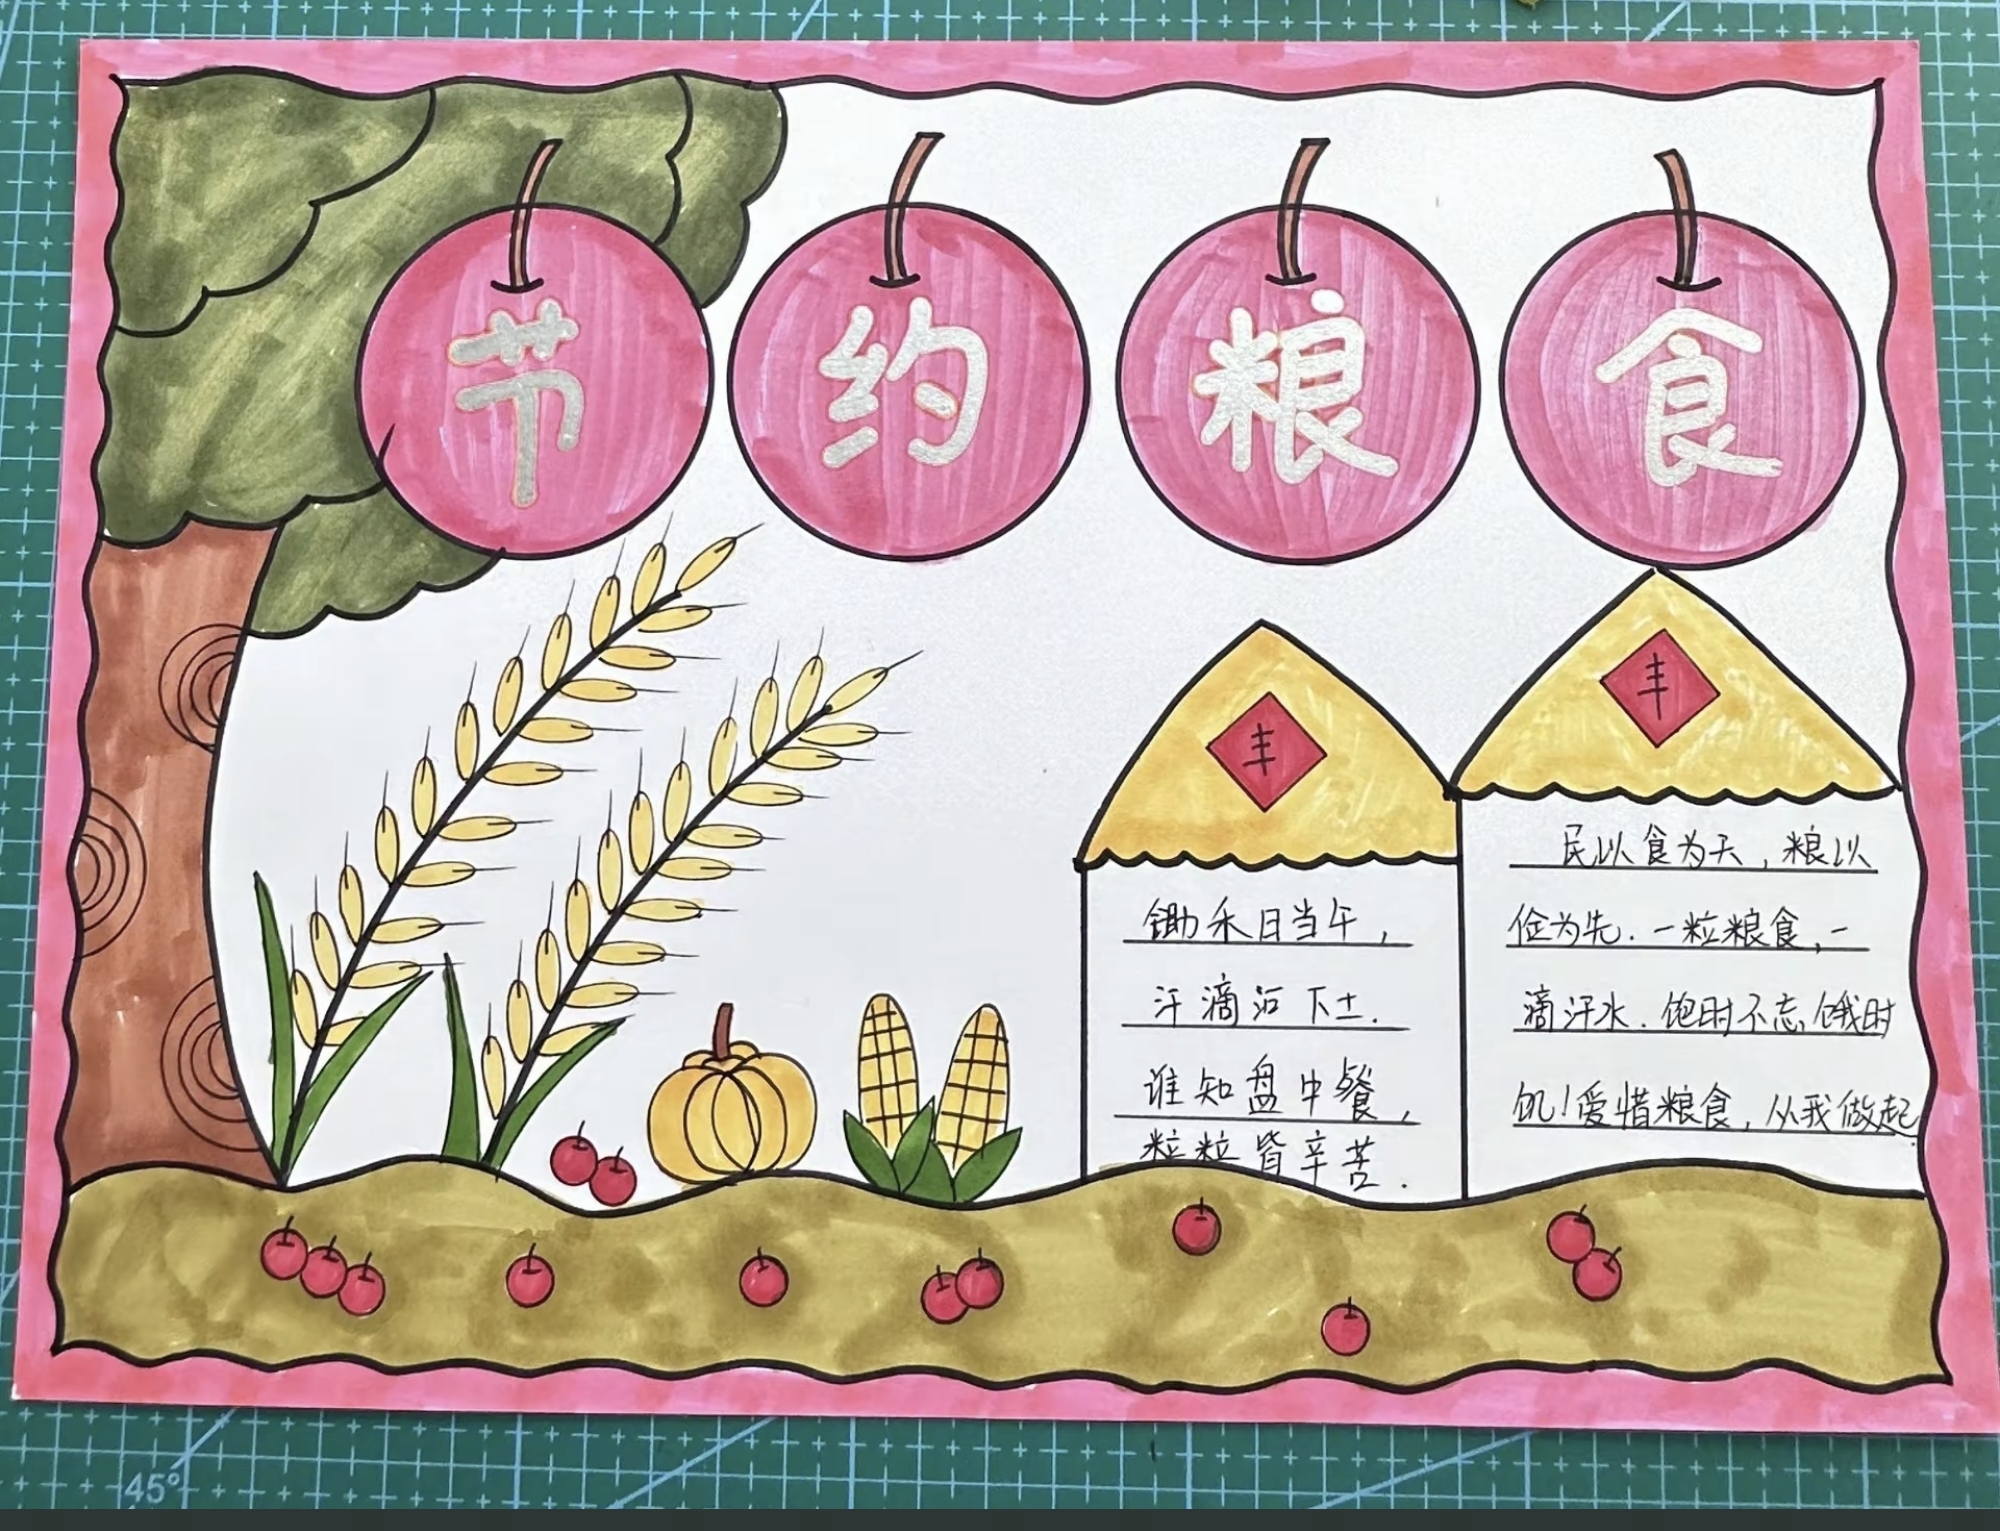 节约粮食
丰
丰
锄禾日当午，
汗滴禾下土.
谁知盘中餐，
粒粒皆辛苦.
民以食为天，粮以
俭为先.一粒粮食，一
滴汗水.饱时不忘饿时
饥!爱惜粮食，从我做起.
45°